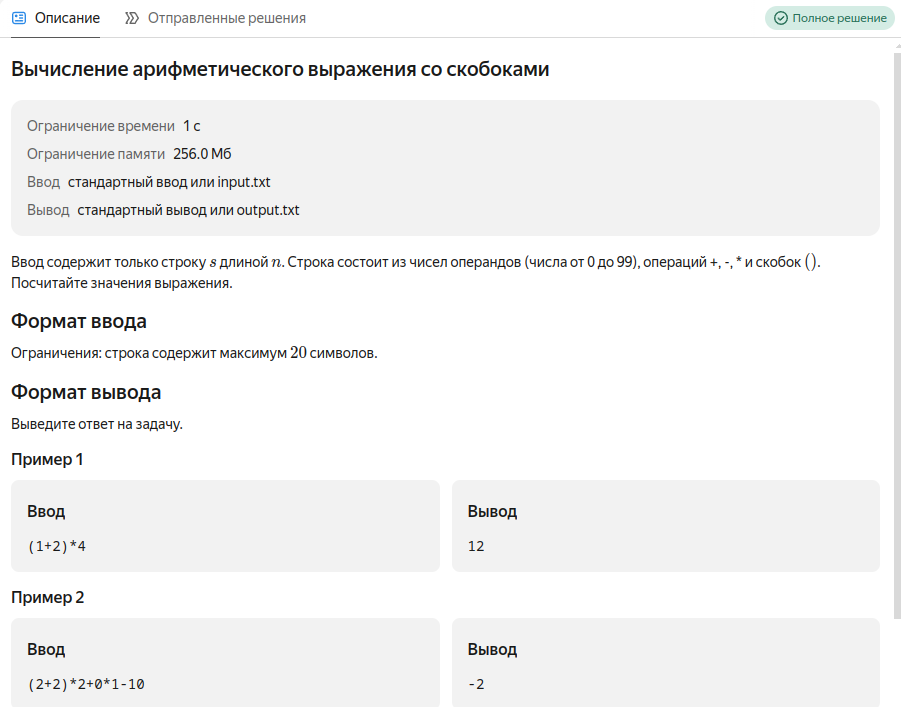 Описание
Отправленные решения
Полное решение
Вычисление арифметического выражения со скобоками
Ограничение времени 1 с
Ограничение памяти 256.0 Мб
Ввод стандартный ввод или input.txt
Вывод стандартный вывод или output.txt
Ввод содержит только строку s длиной n. Строка состоит из чисел операндов (числа от 0 до 99), операций +, -, * и скобок ().
Посчитайте значения выражения.
Формат ввода
Ограничения: строка содержит максимум 20 символов.
Формат вывода
Выведите ответ на задачу.
Пример 1
Ввод
(1+2)*4
Вывод
12
Пример 2
Ввод
(2+2)*2+0*1-10
Вывод
-2